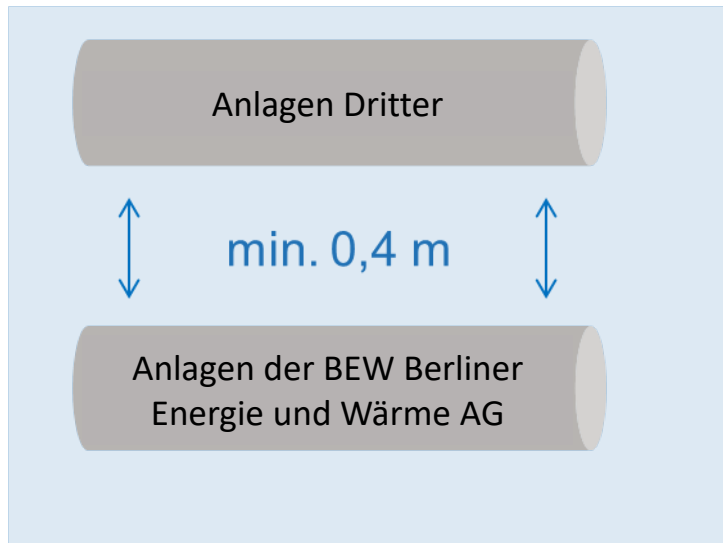 Anlagen Dritter
min. 0,4 m
Anlagen der BEW Berliner
Energie und Wärme AG